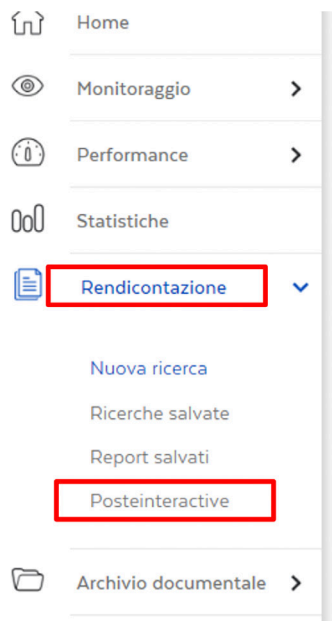 Home
Monitoraggio
Performance
Statistiche
Rendicontazione
Nuova ricerca
Ricerche salvate
Report salvati
Posteinteractive
Archivio documentale